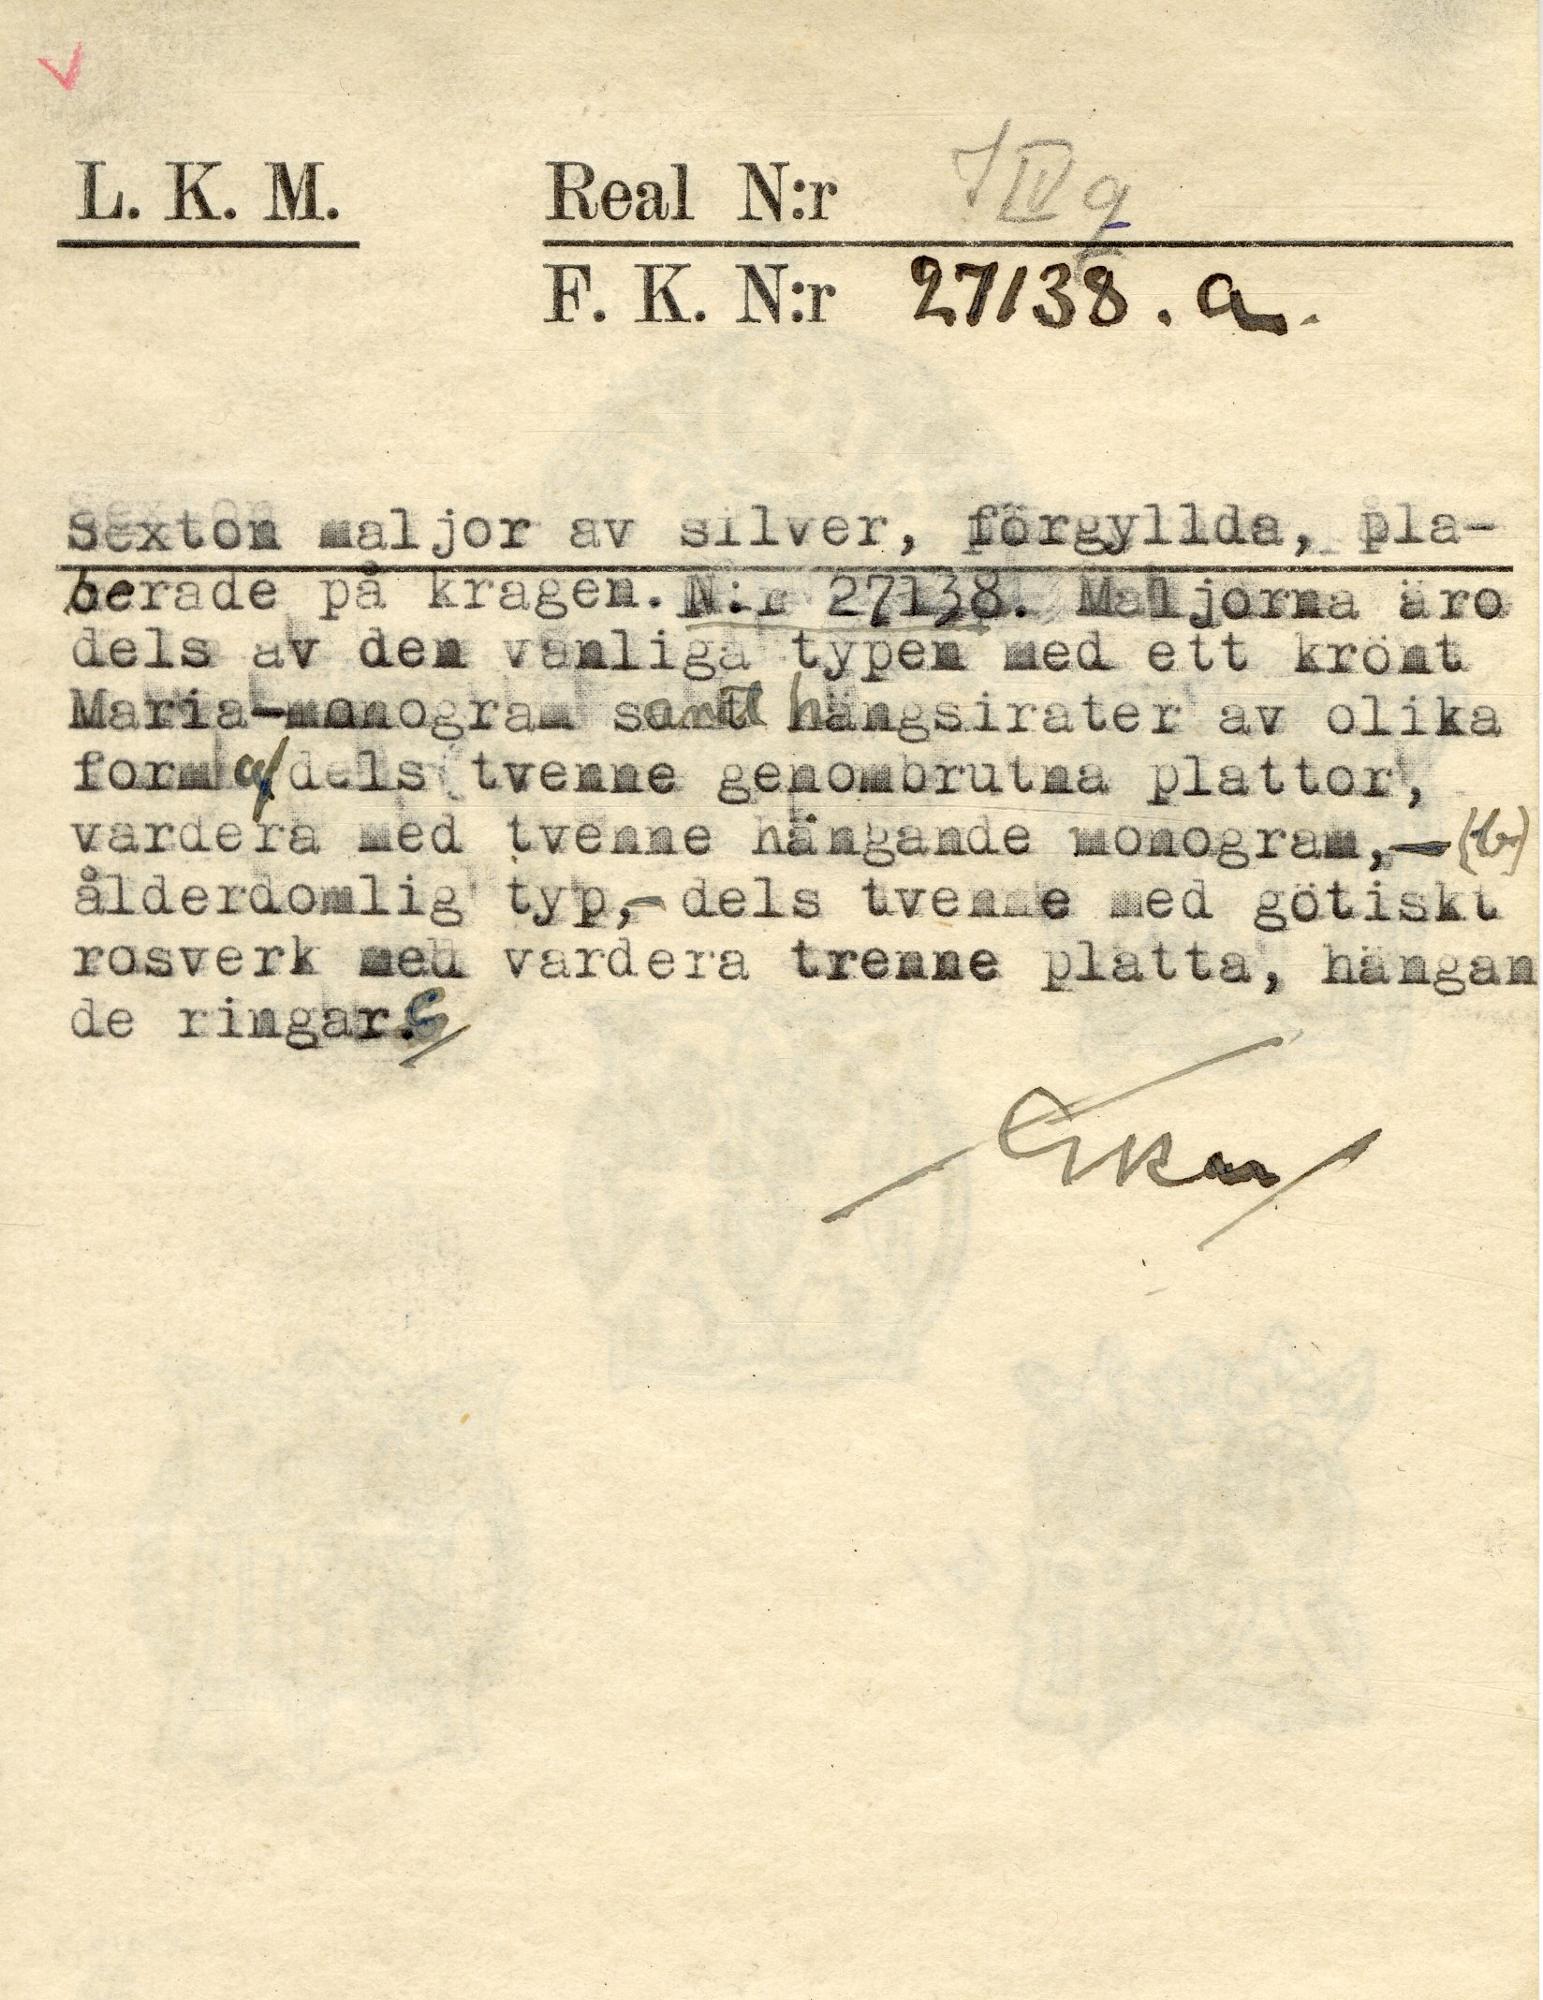 L. K. M. Real N:r I IV q
F. K. N:r 27138. a.
Sexton maljor av silver, förgyllda, pla-
cerade på kragen. N:r 27138. Maljorna äro
dels av den vanliga typen med ett krönt
Maria-monogram samt hängsirater av olika
form a/ dels tvenne genombrutna plattor,
vardera med tvenne hängande monogram,- (b)
ålderdomlig typ,- dels tvenne med götiskt
rosverk med vardera trenne platta, hängan
de ringar. c/